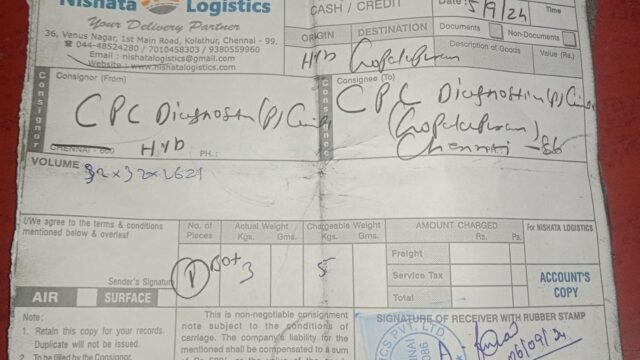 Nishata Logistics
Your Delivery Partner
36, Venus Nagar, 1st Main Road, Kolathur, Chennai - 99.
☎ 044-48524280 / 7010458303 / 9380559960
Email : nishatalogistics@gmail.com
Website : www.nishatalogistics.com
CASH / CREDIT
Date : 5/9/24
Time
ORIGIN
DESTINATION
Documents
Non-Documents
Description of Goods
Value (Rs.)
HYD
Gopalapuram
Consignor
Consignor (From)
CPC Diagnostic (P)
HYD
CHENNAI - 600
PH.:
Consignee
Consignee (To)
CPC Diagnostic (P)
(Gopalapuram)
Chennai - 86
VOLUME
I/We agree to the terms & conditions
mentioned below & overleaf
Sender's Signature
No. of Pieces
Actual Weight
Kgs. Gms.
Chargeable Weight
Kgs. Gms.
AMOUNT CHARGED
Rs. Ps.
For NISHATA LOGISTICS
1 Box
3
5
Freight
Service Tax
Total
ACCOUNT'S
COPY
AIR
SURFACE
Note :
1. Retain this copy for your records.
Duplicate will not be issued.
2. To be filled by the Consignor.
This is non-negotiable consignment
note subject to the conditions of
carriage. The company's liability for
the mentioned shall be compensated to a sum
SIGNATURE OF RECEIVER WITH RUBBER STAMP
06/09/24